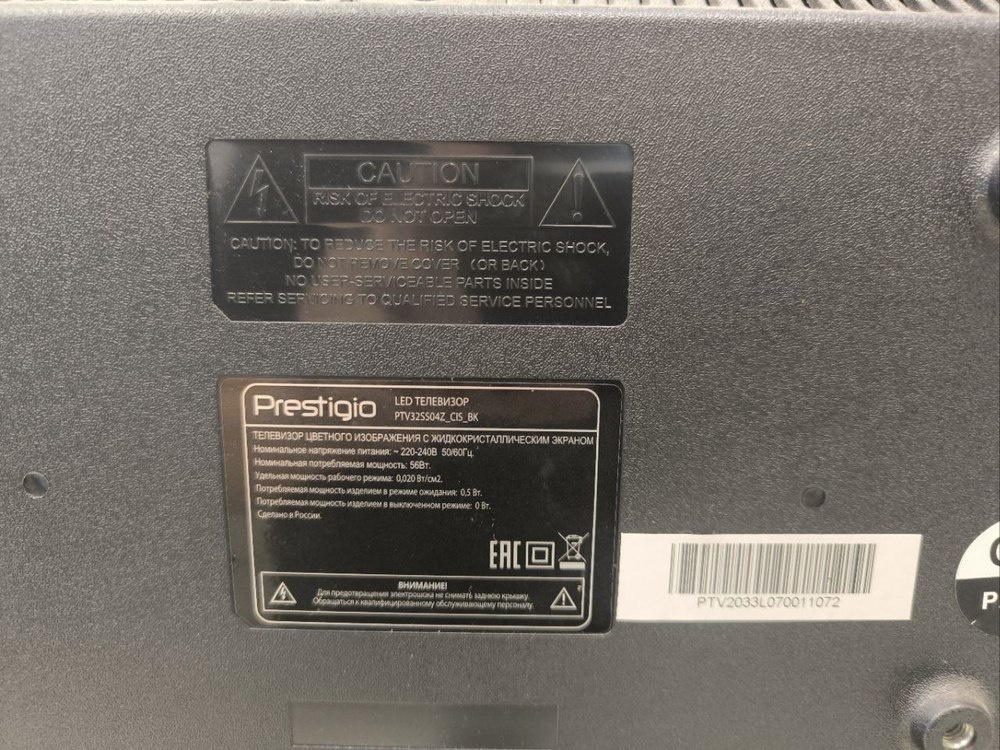 CAUTION
RISK OF ELECTRIC SHOCK
DO NOT OPEN
CAUTION: TO REDUCE THE RISK OF ELECTRIC SHOCK,
DO NOT REMOVE COVER (OR BACK)
NO USER-SERVICEABLE PARTS INSIDE
REFER SERVICING TO QUALIFIED SERVICE PERSONNEL
Prestigio
LED ТЕЛЕВИЗОР
PTV32SS04Z_CIS_BK
ТЕЛЕВИЗОР ЦВЕТНОГО ИЗОБРАЖЕНИЯ С ЖИДКОКРИСТАЛЛИЧЕСКИМ ЭКРАНОМ
Номинальное напряжение питания: ~ 220-240В 50/60Гц.
Номинальная потребляемая мощность: 56Вт.
Удельная мощность рабочего режима: 0,020 Вт/см2.
Потребляемая мощность изделием в режиме ожидания: 0,5 Вт.
Потребляемая мощность изделием в выключенном режиме: 0 Вт.
Сделано в России.
EAC
ВНИМАНИЕ!
Для предотвращения электрошока не снимать заднюю крышку.
Обращаться к квалифицированному обслуживающему персоналу.
PTV2033L070011072